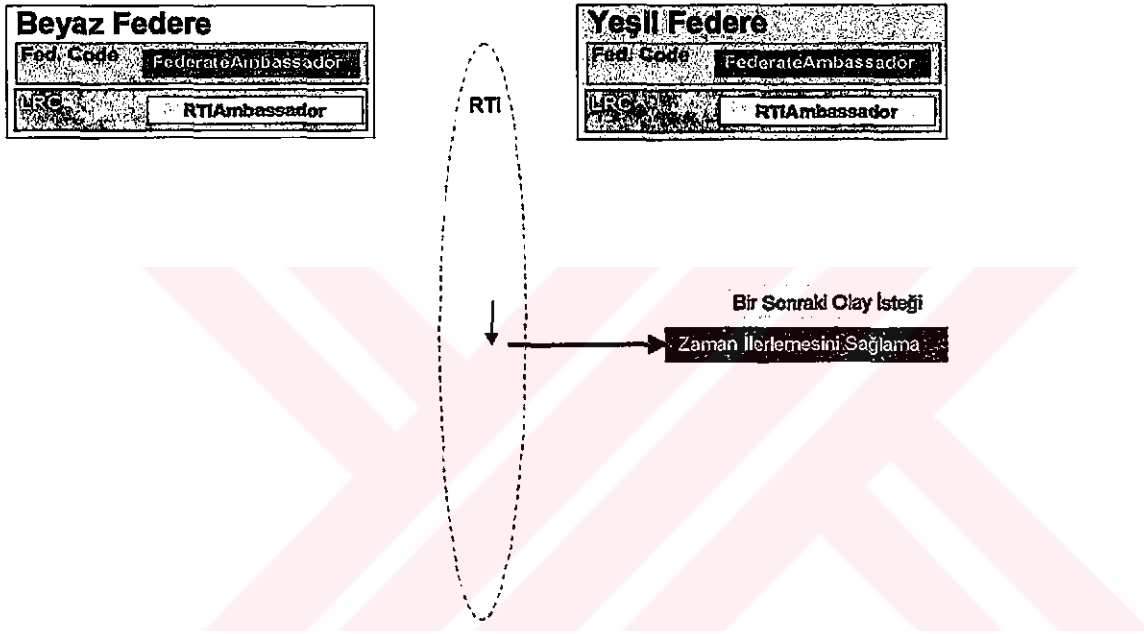 Beyaz Federe
Fed. Code FederateAmbassador
LRC RTIAmbassador
RTI
Yeşil Federe
Fed. Code FederateAmbassador
LRC RTIAmbassador
Bir Sonraki Olay İsteği
Zaman İlerlemesini Sağlama